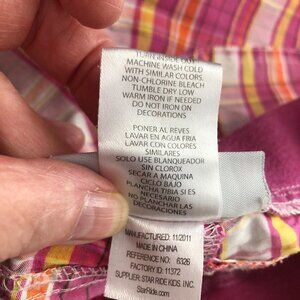 TURN INSIDE OUT
MACHINE WASH COLD
WITH SIMILAR COLORS.
NON-CHLORINE BLEACH
TUMBLE DRY LOW
WARM IRON IF NEEDED
DO NOT IRON ON
DECORATIONS
PONER AL REVES
LAVAR EN AGUA FRIA
LAVAR CON COLORES
SIMILARES
SOLO USE BLANQUEADOR
SIN CLOROX
SECAR A MAQUINA
CICLO BAJO
PLANCHA TIBIA SI ES
NECESARIO
NO PLANCHAR LAS
DECORACIONES
MANUFACTURED: 11/2011
MADE IN CHINA
REFERENCE NO: 6326
FACTORY ID: 11372
SUPPLIER: STAR RIDE KIDS, INC.
StarRide.com